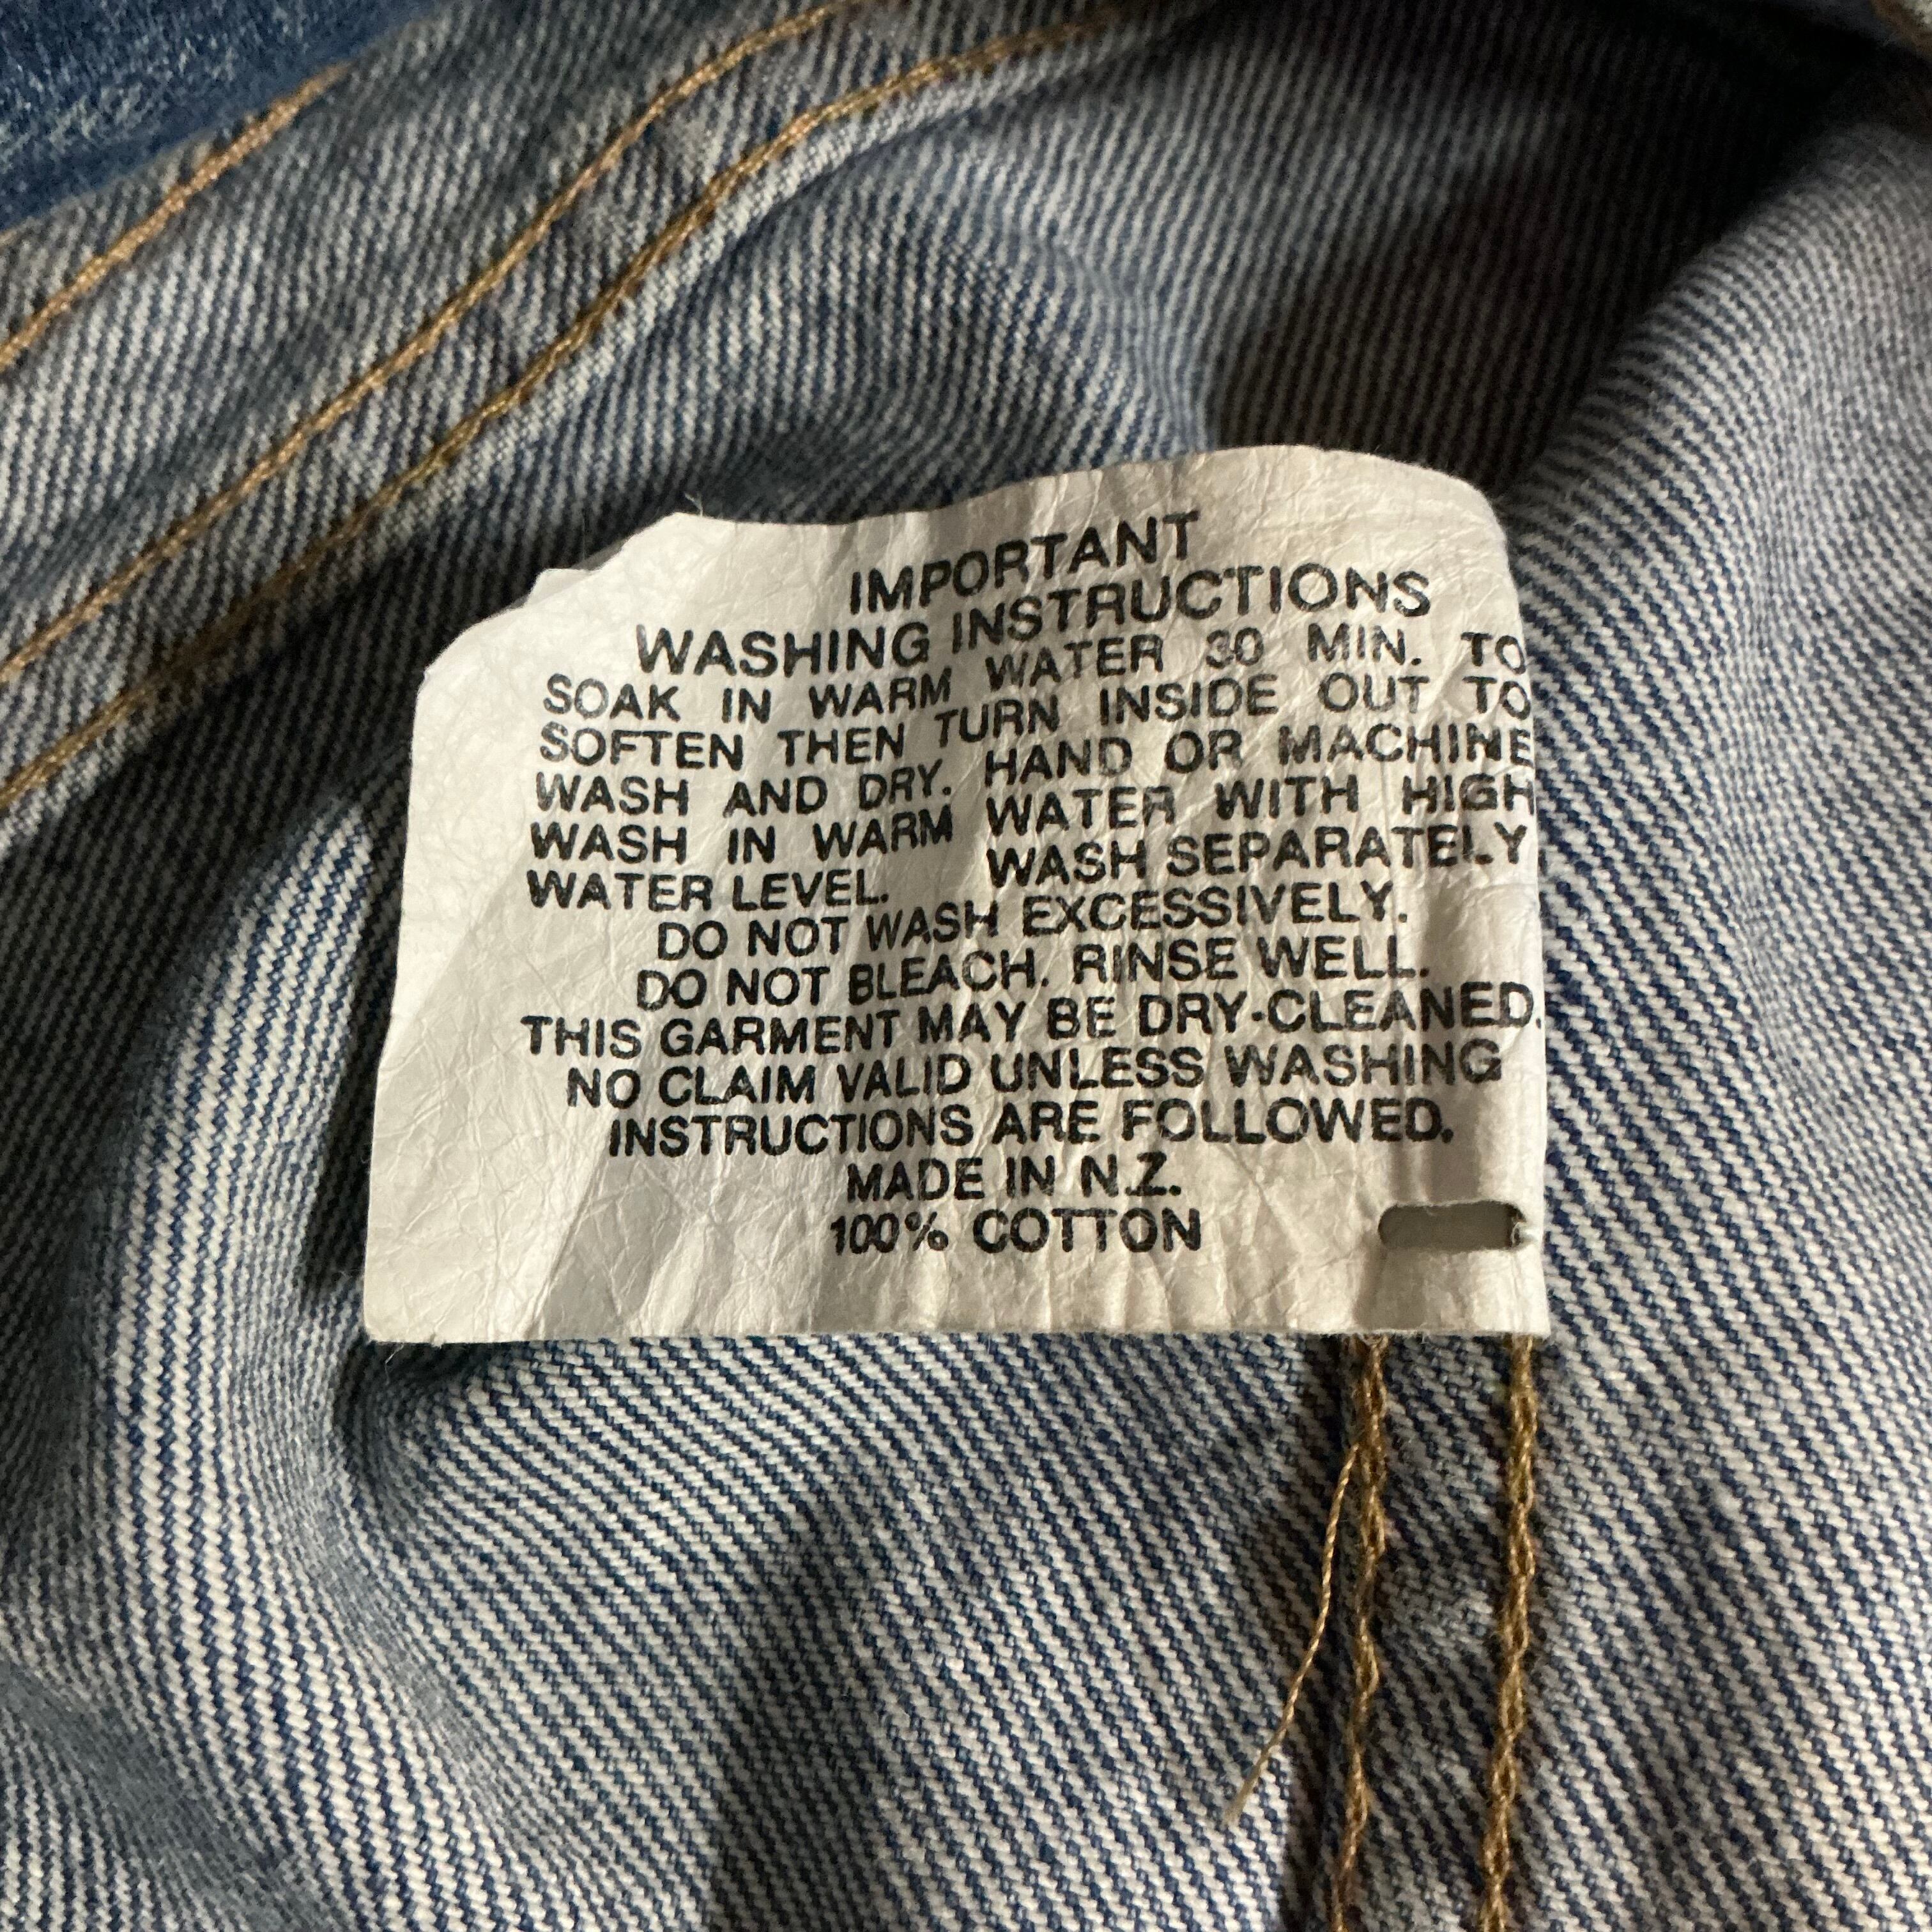 IMPORTANT
WASHING INSTRUCTIONS
SOAK IN WARM WATER 30 MIN. TO
SOFTEN THEN TURN INSIDE OUT TO
WASH AND DRY. HAND OR MACHINE
WASH IN WARM WATER WITH HIGH
WATER LEVEL. WASH SEPARATELY.
DO NOT WASH EXCESSIVELY.
DO NOT BLEACH. RINSE WELL.
THIS GARMENT MAY BE DRY-CLEANED.
NO CLAIM VALID UNLESS WASHING
INSTRUCTIONS ARE FOLLOWED.
MADE IN N.Z.
100% COTTON